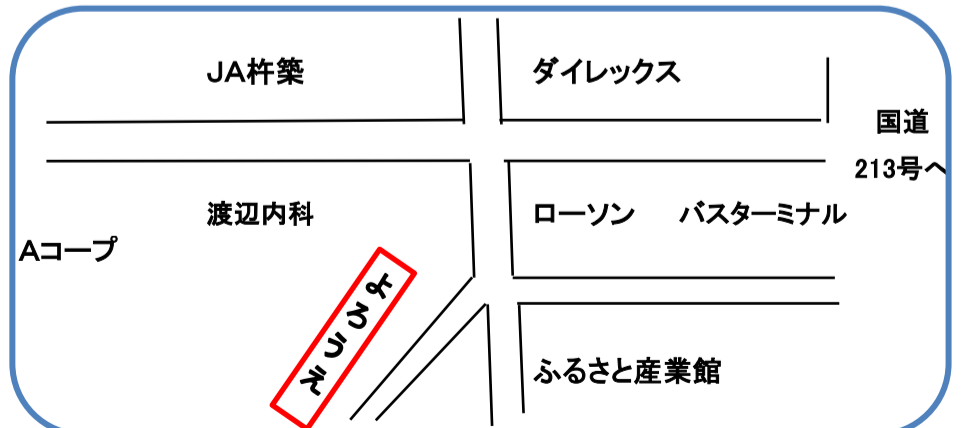 JA杵築
ダイレックス
国道
213号へ
渡辺内科
ローソン
バスターミナル
Aコープ
よろうえ
ふるさと産業館